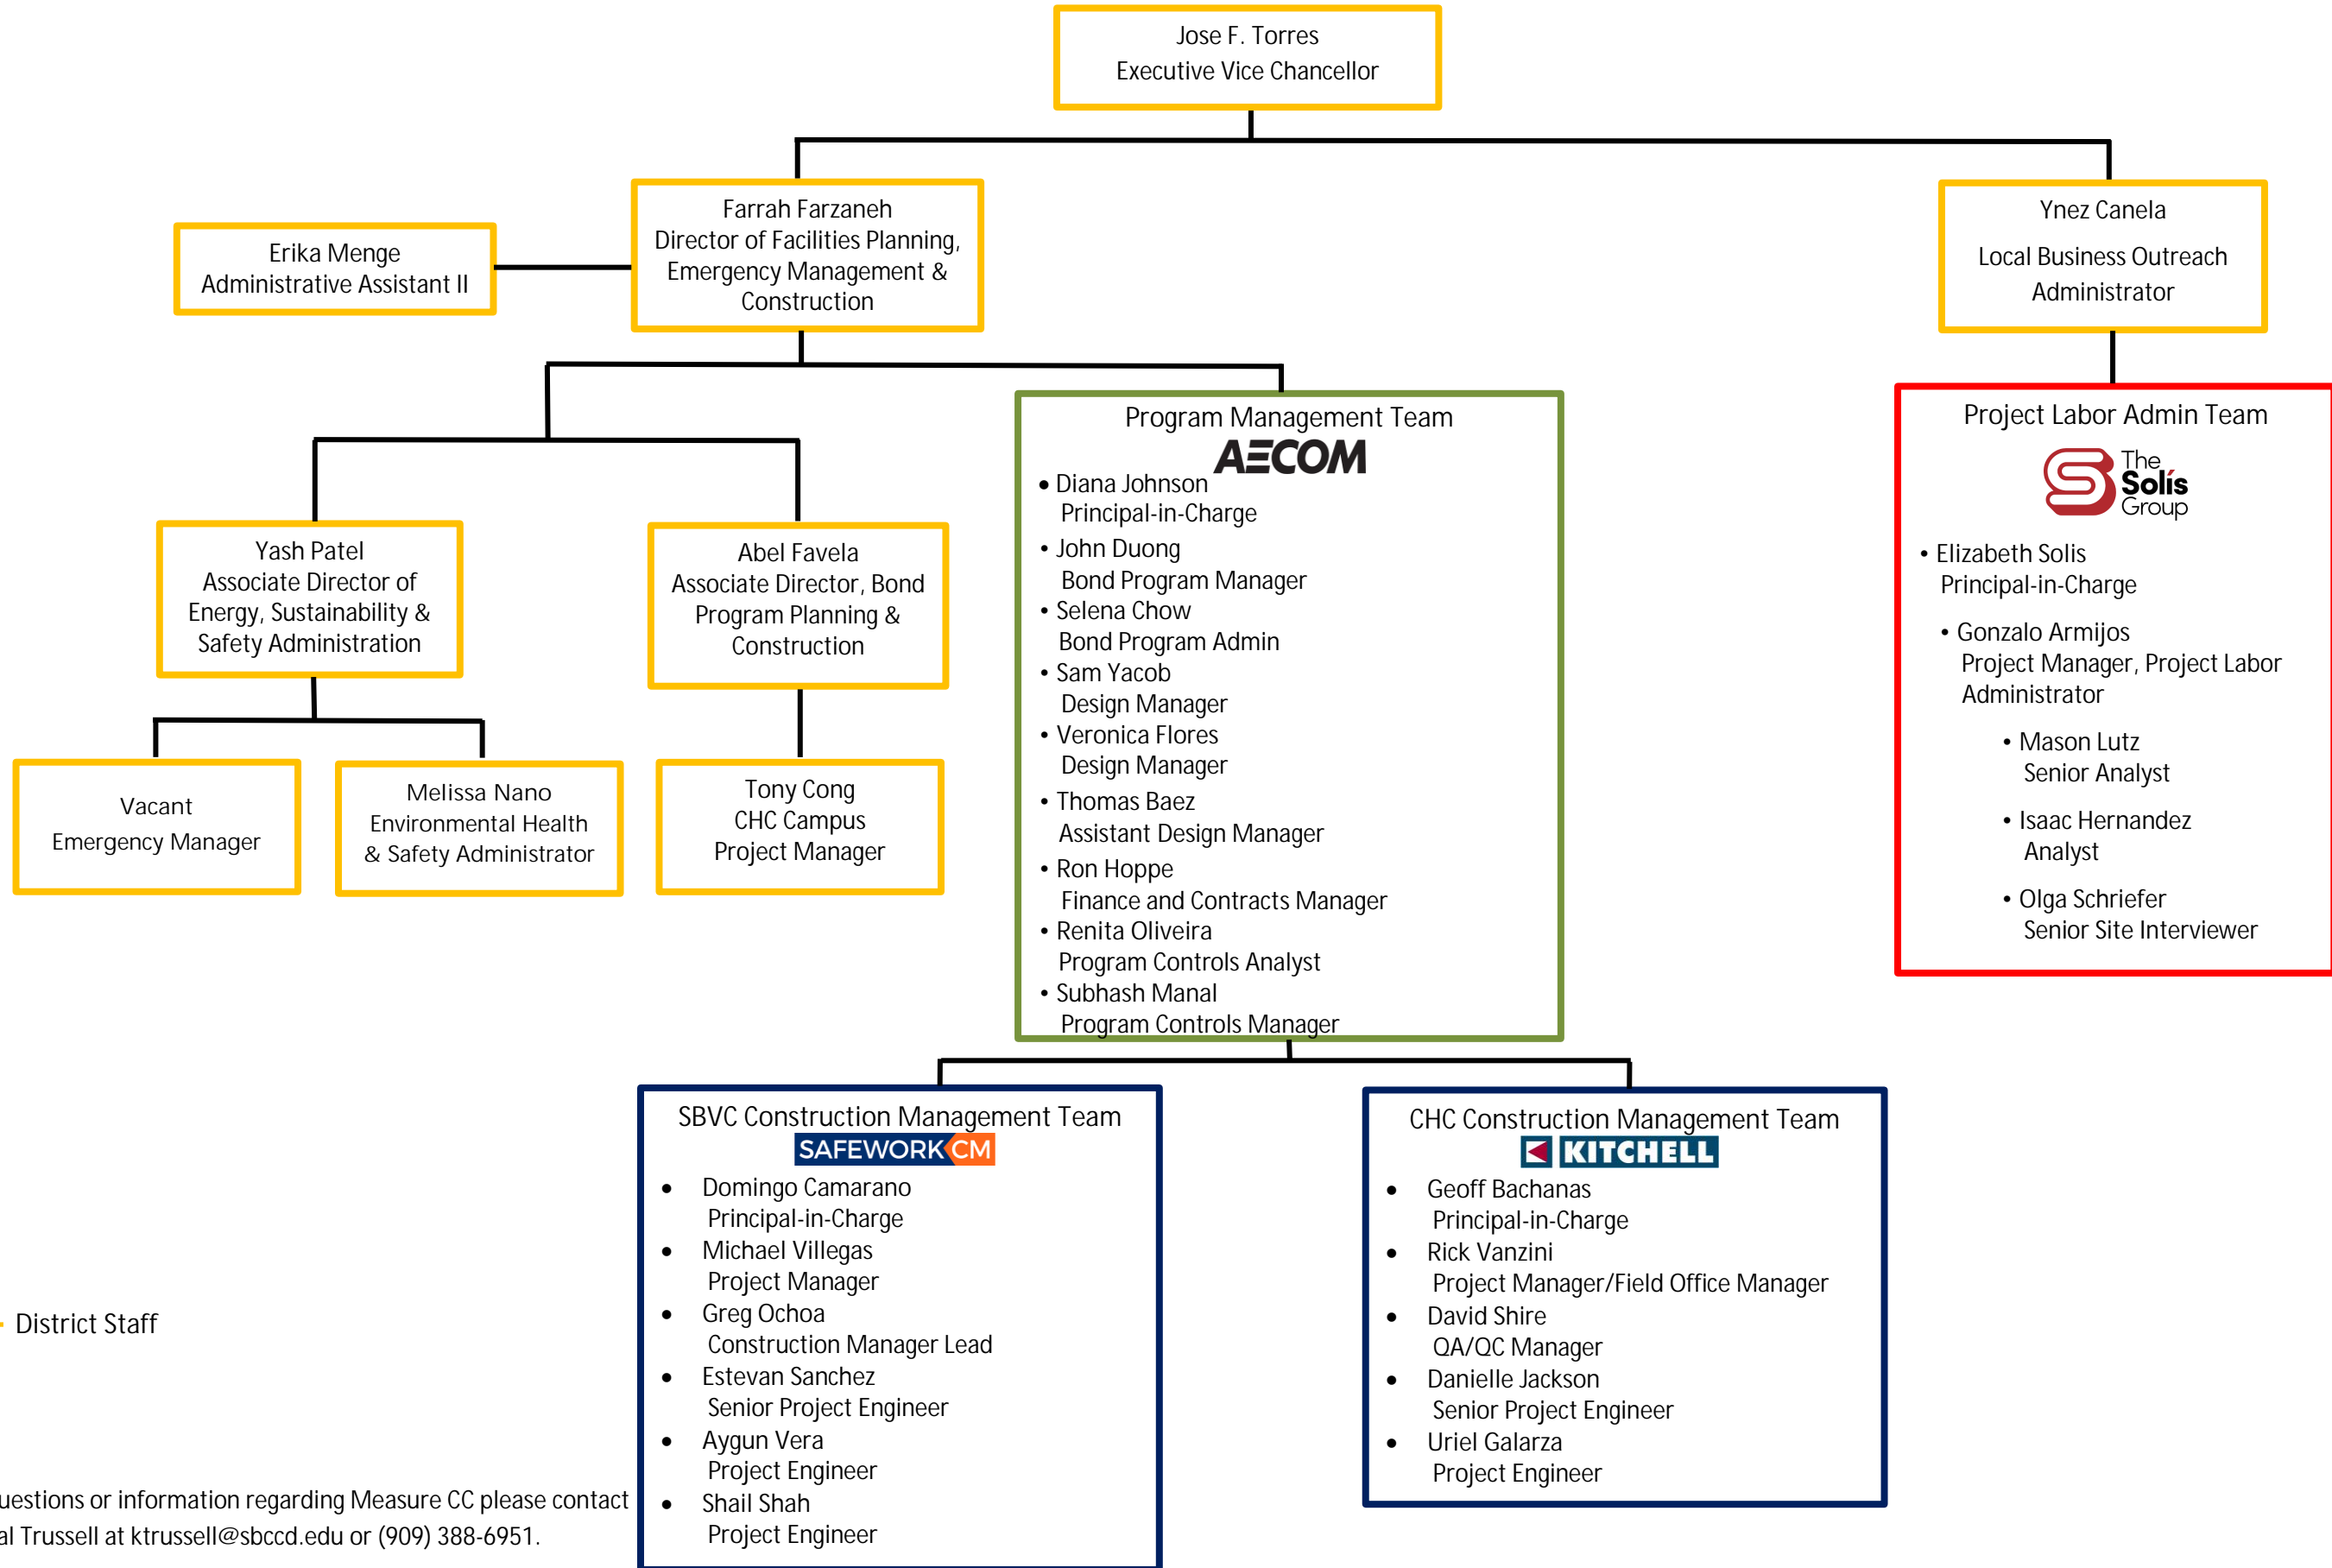 Jose F. Torres
Executive Vice Chancellor
Farrah Farzaneh
Director of Facilities Planning,
Emergency Management &
Construction
Erika Menge
Administrative Assistant II
Ynez Canela
Local Business Outreach
Administrator
Yash Patel
Associate Director of
Energy, Sustainability &
Safety Administration
Abel Favela
Associate Director, Bond
Program Planning &
Construction
Vacant
Emergency Manager
Melissa Nano
Environmental Health
& Safety Administrator
Tony Cong
CHC Campus
Project Manager
Program Management Team
AECOM
• Diana Johnson
Principal-in-Charge
• John Duong
Bond Program Manager
• Selena Chow
Bond Program Admin
• Sam Yacob
Design Manager
• Veronica Flores
Design Manager
• Thomas Baez
Assistant Design Manager
• Ron Hoppe
Finance and Contracts Manager
• Renita Oliveira
Program Controls Analyst
• Subhash Manal
Program Controls Manager
Project Labor Admin Team
The
Solís
Group
• Elizabeth Solis
Principal-in-Charge
• Gonzalo Armijos
Project Manager, Project Labor
Administrator
• Mason Lutz
Senior Analyst
• Isaac Hernandez
Analyst
• Olga Schriefer
Senior Site Interviewer
SBVC Construction Management Team
SAFEWORK CM
• Domingo Camarano
Principal-in-Charge
• Michael Villegas
Project Manager
• Greg Ochoa
Construction Manager Lead
• Estevan Sanchez
Senior Project Engineer
• Aygun Vera
Project Engineer
• Shail Shah
Project Engineer
CHC Construction Management Team
KITCHELL
• Geoff Bachanas
Principal-in-Charge
• Rick Vanzini
Project Manager/Field Office Manager
• David Shire
QA/QC Manager
• Danielle Jackson
Senior Project Engineer
• Uriel Galarza
Project Engineer
District Staff
uestions or information regarding Measure CC please contact
al Trussell at ktrussell@sbccd.edu or (909) 388-6951.